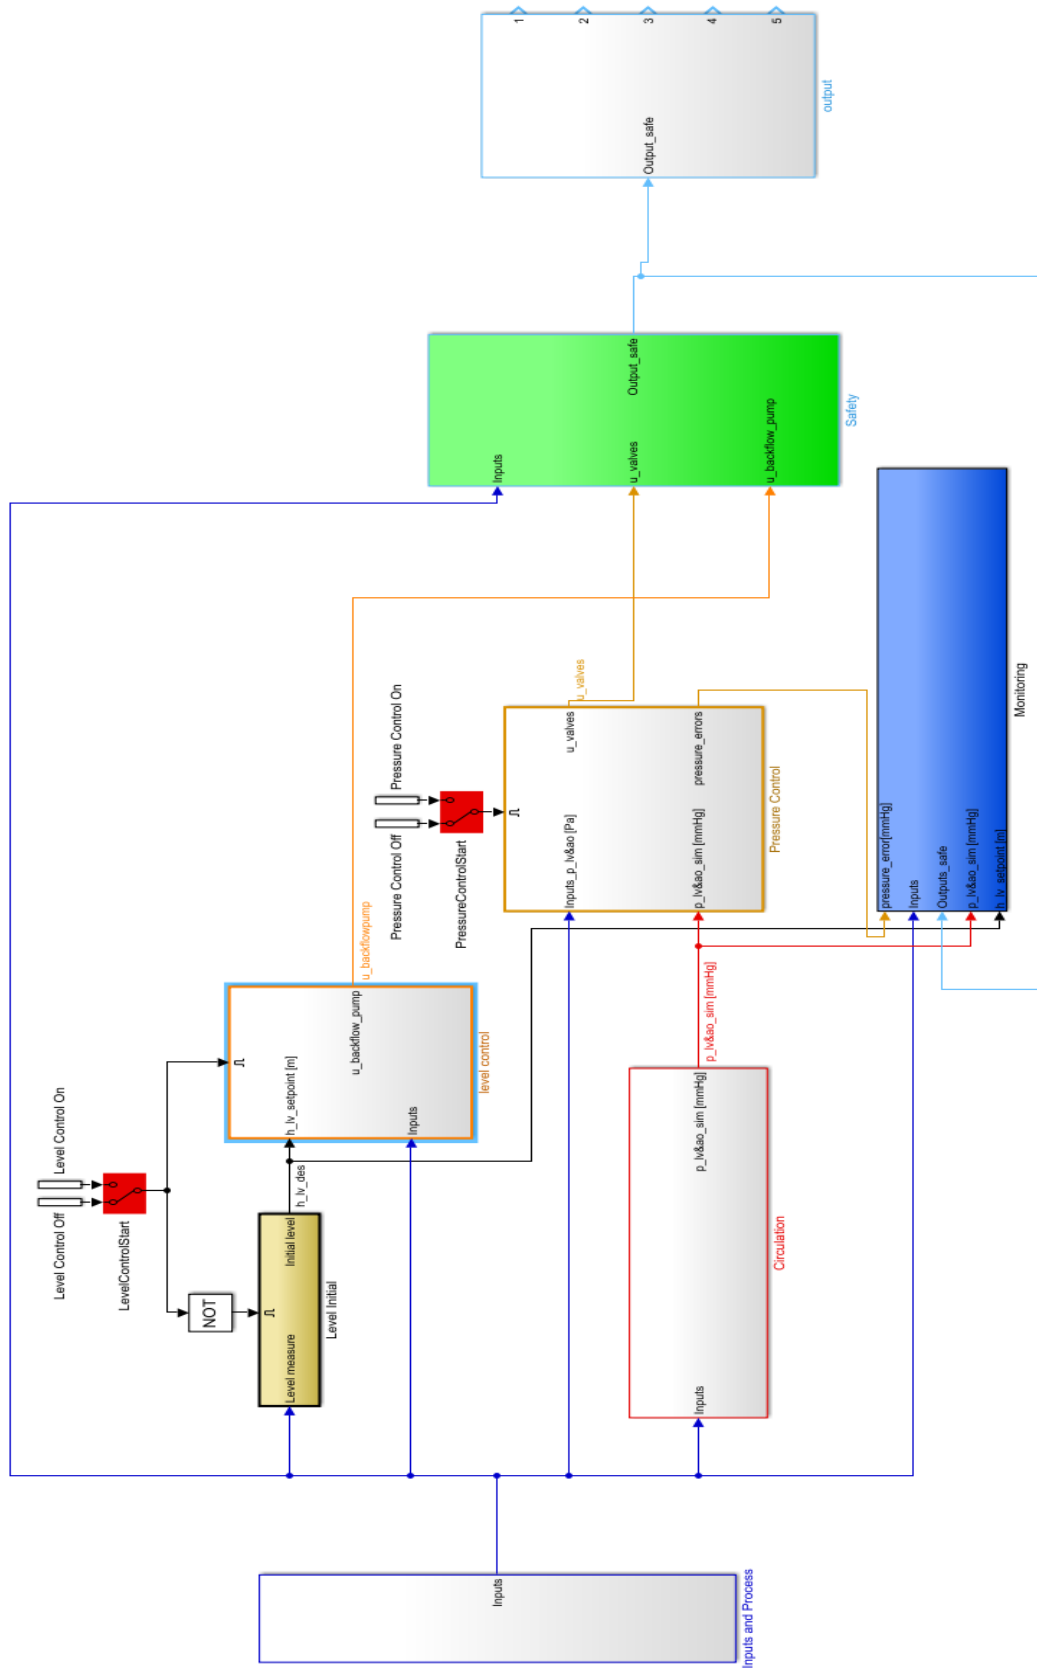 Inputs
Inputs and Process
Level Control Off
Level Control On
LevelControlStart
NOT
Level measure
Initial level
Level Initial
h_lv_des
h_lv_setpoint [m]
Inputs
u_backflow_pump
level control
u_backflowpump
Inputs
p_lv&ao_sim [mmHg]
Circulation
p_lv&ao_sim [mmHg]
Pressure Control Off
Pressure Control On
PressureControlStart
Inputs_p_lv&ao [Pa]
u_valves
p_lv&ao_sim [mmHg]
pressure_errors
Pressure Control
u_valves
pressure_error[mmHg]
Inputs
Outputs_safe
p_lv&ao_sim [mmHg]
h_lv_setpoint [m]
Monitoring
Inputs
u_valves
Output_safe
u_backflow_pump
Safety
Output_safe
1
2
3
4
5
output